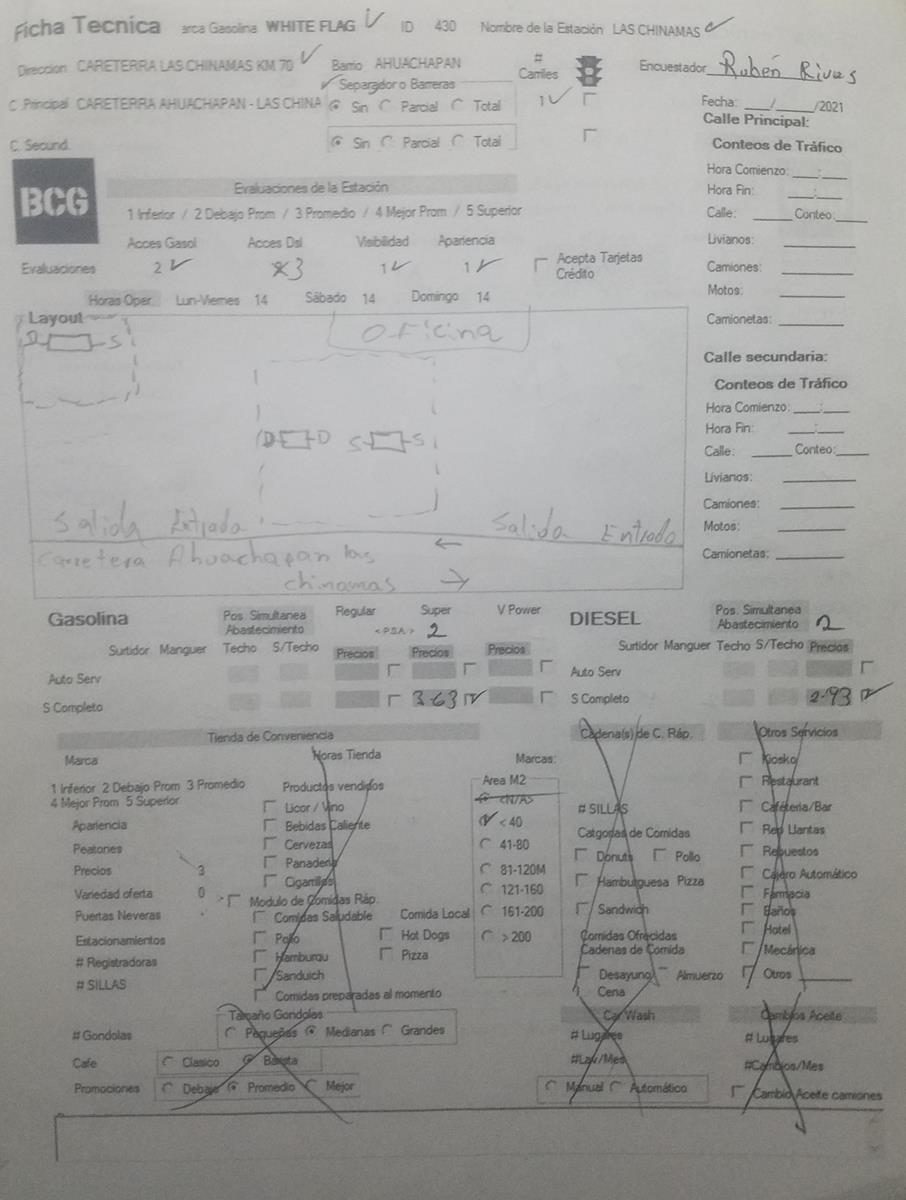 Ficha Tecnica arca Gasolina WHITE FLAG ID 430 Nombre de la Estación LAS CHINAMAS
Direccion CARETERRA LAS CHINAMAS KM 70 Barrio AHUACHAPAN # Carriles Encuestador Rubén Rivas
Separador o Barreras
C. Principal CARETERRA AHUACHAPAN - LAS CHINA Sin Parcial Total 1 Fecha: ___/___/2021
Calle Principal:
C. Secund. Sin Parcial Total
Conteos de Tráfico
Hora Comienzo: ___:___
Hora Fin: ___:___
Calle: ____ Conteo: ____
Livianos:
Camiones:
Motos:
Camionetas:
BCG
Evaluaciones de la Estación
1 Inferior / 2 Debajo Prom / 3 Promedio / 4 Mejor Prom / 5 Superior
Acces Gasol Acces Dsl Visibilidad Apariencia
Evaluaciones 2 3 1 1 Acepta Tarjetas Crédito
Horas Oper. Lun-Viernes 14 Sábado 14 Domingo 14
Layout
Oficina
D S
D D S S
Salida Entrada Salida Entrado
Carretera Ahuachapan las
chinamas
Calle secundaria:
Conteos de Tráfico
Hora Comienzo: ___:___
Hora Fin: ___:___
Calle: ____ Conteo: ____
Livianos:
Camiones:
Motos:
Camionetas:
Gasolina Pos. Simultanea Abastecimiento Regular Super V Power
<PSA> 2
Surtidor Manguer Techo S/Techo Precios Precios Precios
Auto Serv
S Completo 3.63
DIESEL Pos. Simultanea Abastecimiento 2
Surtidor Manguer Techo S/Techo Precios
Auto Serv
S Completo 2.93
Tienda de Conveniencia
Marca Horas Tienda Marcas:
1 Inferior 2 Debajo Prom 3 Promedio
4 Mejor Prom 5 Superior
Apariencia
Peatones
Precios 3
Variedad oferta 0
Puertas Neveras
Estacionamientos
# Registradoras
# SILLAS
Productos vendidos
Licor / Vino
Bebidas Caliente
Cervezas
Panaderia
Cigarrillos
Modulo de Comidas Ráp.
Comidas Saludable Comida Local
Pollo Hot Dogs
Hamburgu Pizza
Sanduich
Comidas preparadas al momento
Area M2
<N/A>
< 40
41-80
81-120M
121-160
161-200
> 200
Cadena(s) de C. Ráp.
# SILLAS
Catgorias de Comidas
Donuts Pollo
Hamburguesa Pizza
Sandwich
Comidas Ofrecidas
Cadenas de Comida
Desayuno Almuerzo
Cena
Otros Servicios
Kiosko
Restaurant
Cafeteria/Bar
Rep Llantas
Repuestos
Cajero Automático
Farmacia
Baños
Hotel
Mecánica
Otros
Tamaño Gondolas
# Gondolas Pequeñas Medianas Grandes
Cafe Clasico Barista
Promociones Debajo Promedio Mejor
Car Wash
# Lugares
#Lav/Mes
Manual Automático
Cambios Aceite
# Lugares
#Cambios/Mes
Cambio Aceite camiones